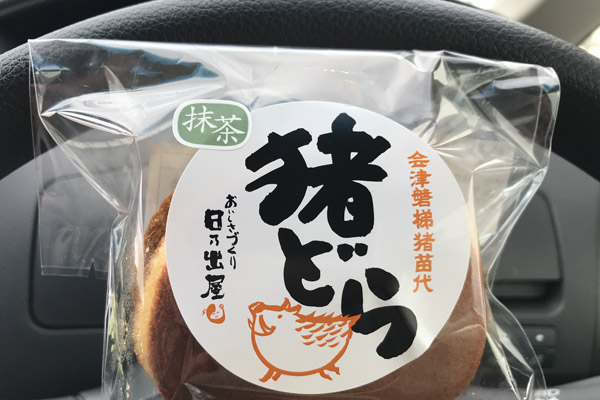 抹茶
猪どら
会津磐梯猪苗代
おいしさづくり
日乃出屋